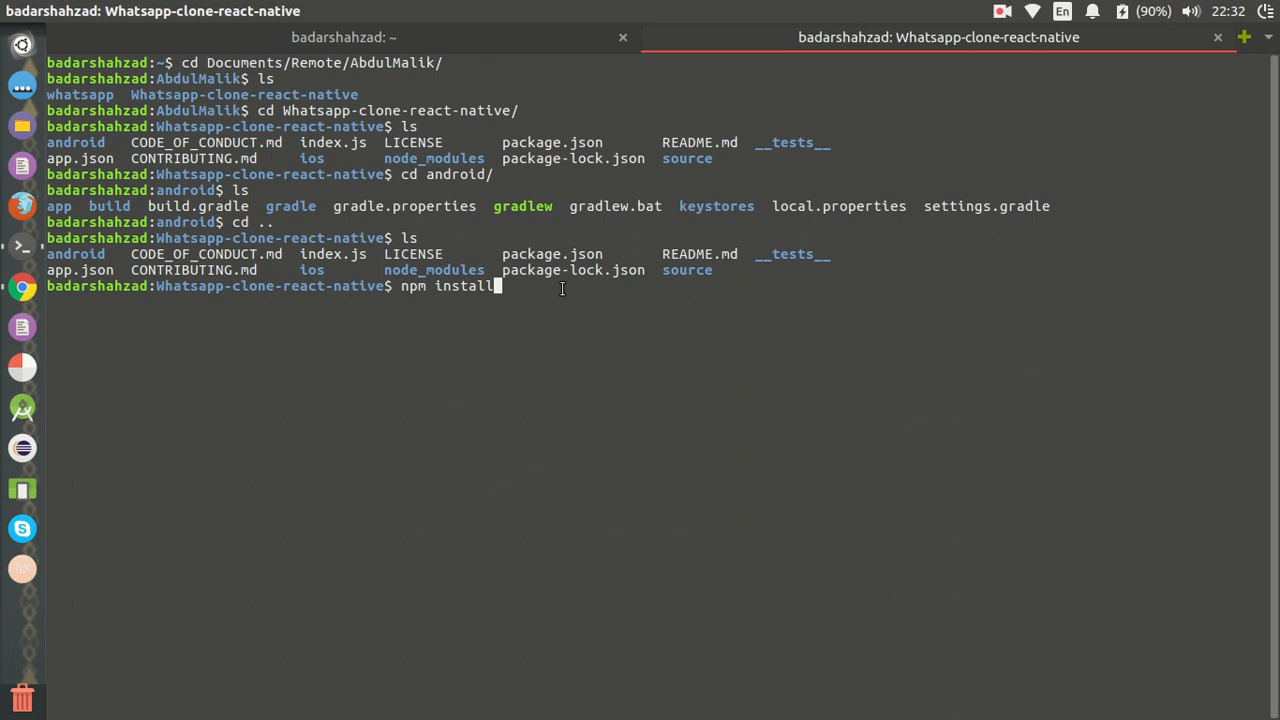 badarshahzad: Whatsapp-clone-react-native
En (90%) 22:32
badarshahzad: ~ × badarshahzad: Whatsapp-clone-react-native ×
badarshahzad:~$ cd Documents/Remote/AbdulMalik/
badarshahzad:AbdulMalik$ ls
whatsapp  Whatsapp-clone-react-native
badarshahzad:AbdulMalik$ cd Whatsapp-clone-react-native/
badarshahzad:Whatsapp-clone-react-native$ ls
android   CODE_OF_CONDUCT.md  index.js  LICENSE       package.json       README.md  __tests__
app.json  CONTRIBUTING.md     ios       node_modules  package-lock.json  source
badarshahzad:Whatsapp-clone-react-native$ cd android/
badarshahzad:android$ ls
app  build  build.gradle  gradle  gradle.properties  gradlew  gradlew.bat  keystores  local.properties  settings.gradle
badarshahzad:android$ cd ..
badarshahzad:Whatsapp-clone-react-native$ ls
android   CODE_OF_CONDUCT.md  index.js  LICENSE       package.json       README.md  __tests__
app.json  CONTRIBUTING.md     ios       node_modules  package-lock.json  source
badarshahzad:Whatsapp-clone-react-native$ npm install